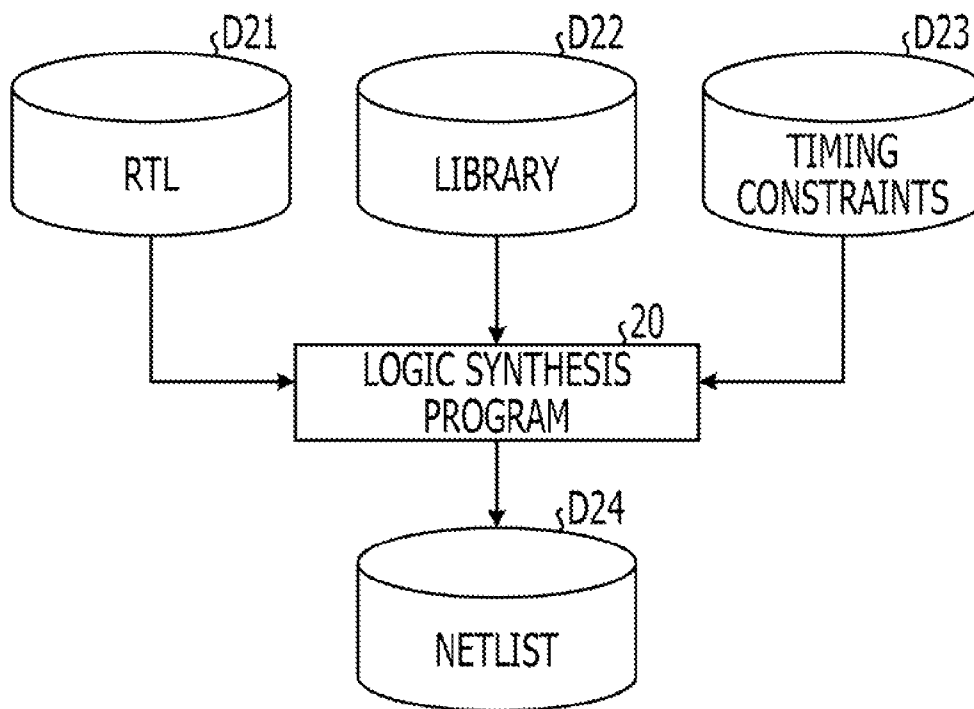 D21
D22
D23
RTL
LIBRARY
TIMING
CONSTRAINTS
20
LOGIC SYNTHESIS
PROGRAM
D24
NETLIST